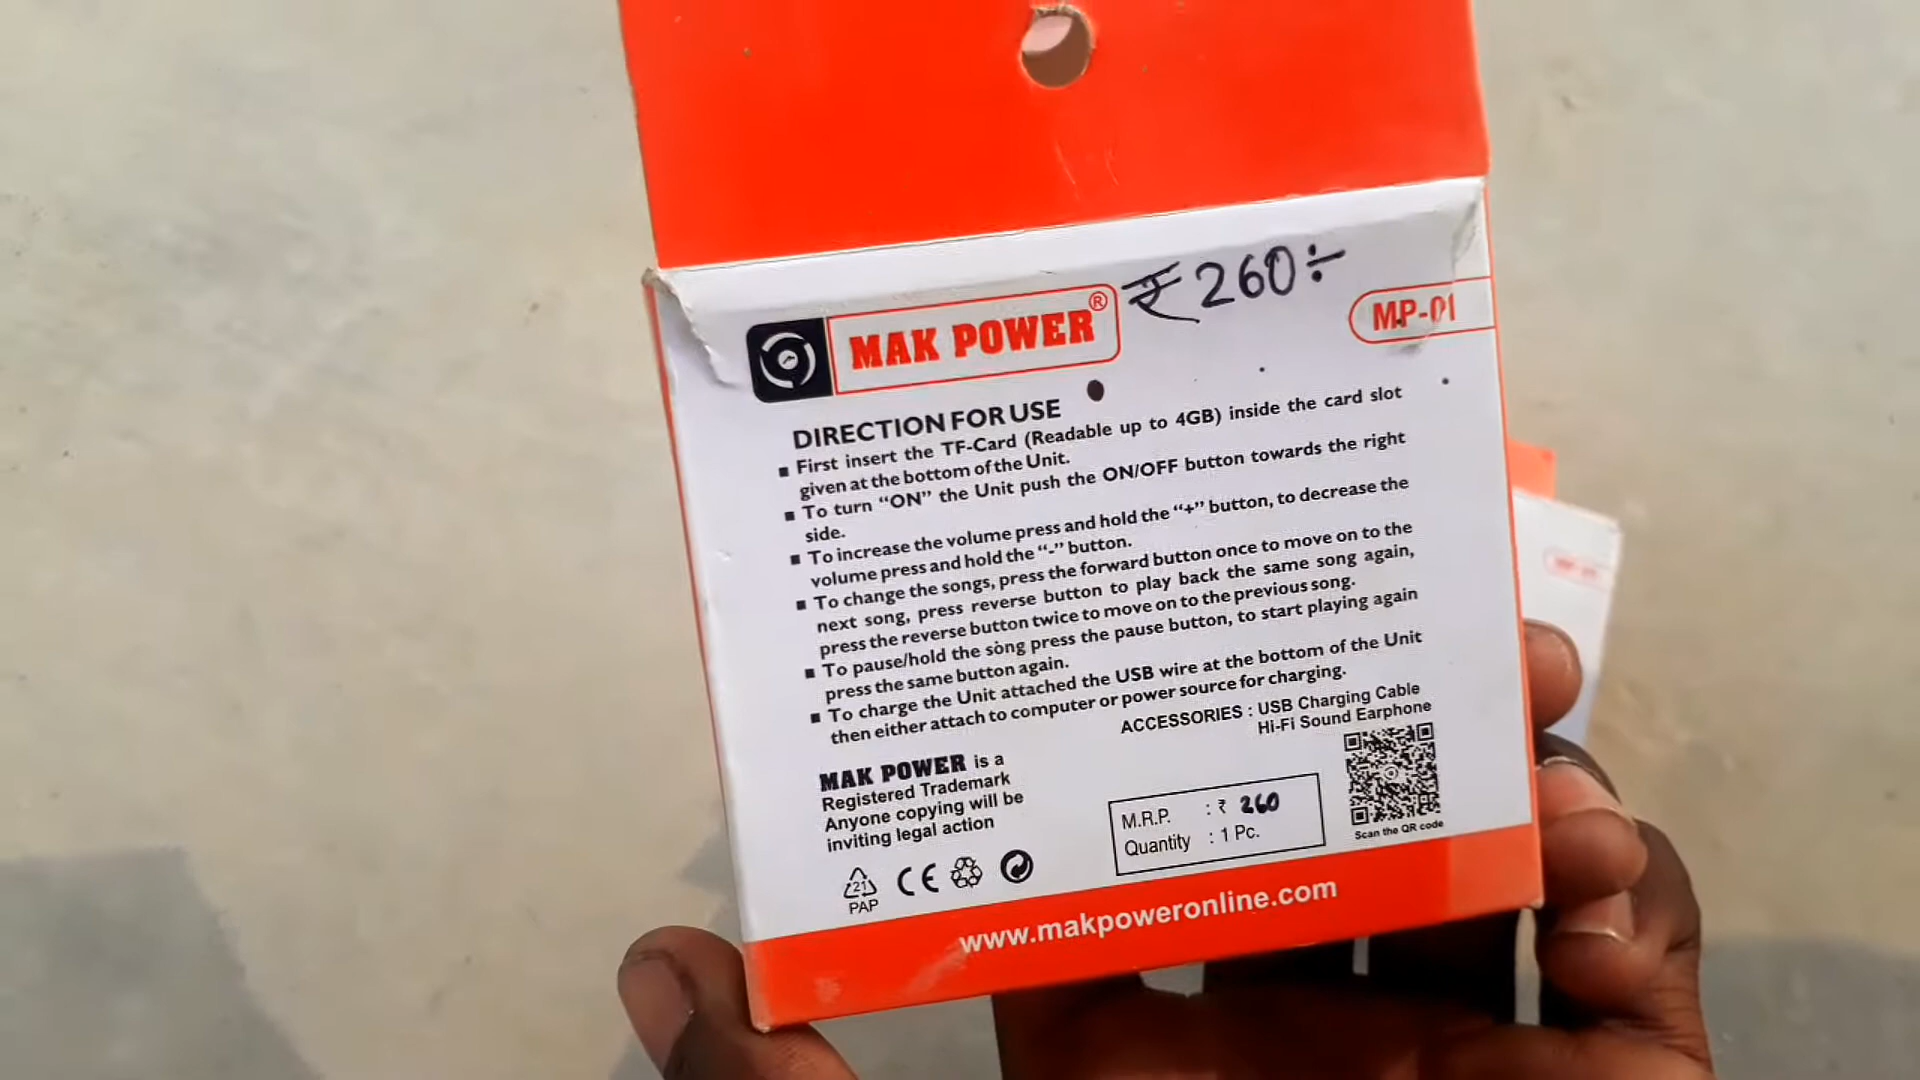 ₹260÷
MAK POWER®
MP-01
DIRECTION FOR USE
▪ First insert the TF-Card (Readable up to 4GB) inside the card slot
given at the bottom of the Unit.
▪ To turn “ON” the Unit push the ON/OFF button towards the right
side.
▪ To increase the volume press and hold the “+” button, to decrease the
volume press and hold the “-” button.
▪ To change the songs, press the forward button once to move on to the
next song, press reverse button to play back the same song again,
press the reverse button twice to move on to the previous song.
▪ To pause/hold the song press the pause button, to start playing again
press the same button again.
▪ To charge the Unit attached the USB wire at the bottom of the Unit
then either attach to computer or power source for charging.
ACCESSORIES : USB Charging Cable
Hi-Fi Sound Earphone
MAK POWER is a
Registered Trademark
Anyone copying will be
inviting legal action
M.R.P. : ₹ 260
Quantity : 1 Pc.
Scan the QR code
21
PAP
CE
www.makpoweronline.com